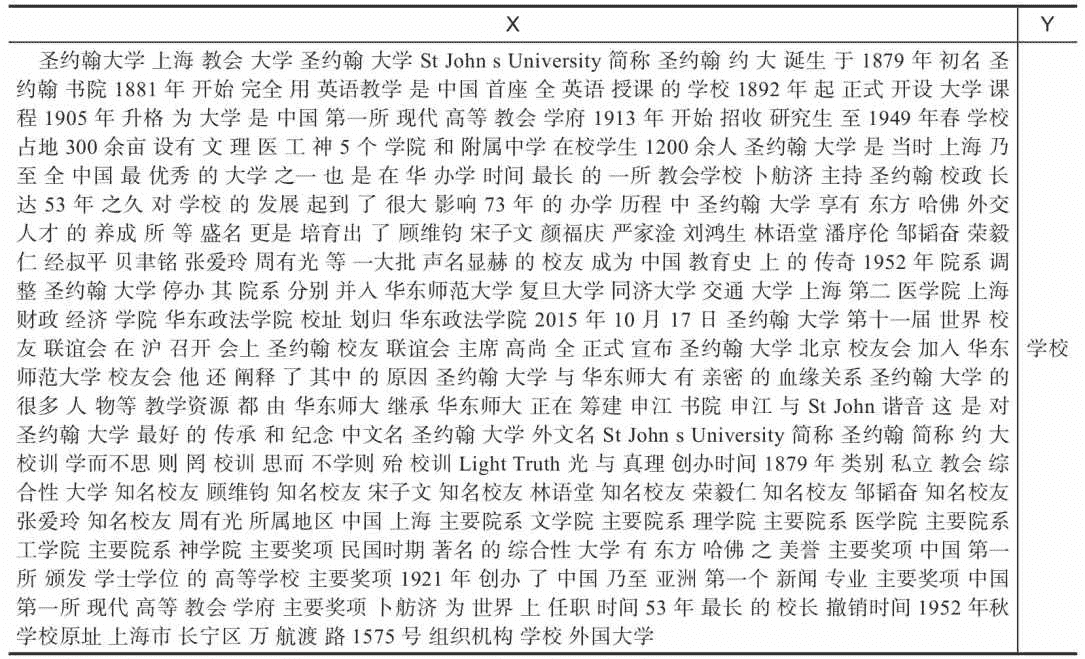 X Y
圣约翰大学 上海 教会 大学 圣约翰 大学 St John s University 简称 圣约翰 约 大 诞生 于 1879 年 初名 圣
约翰 书院 1881 年 开始 完全 用 英语教学 是 中国 首座 全 英语 授课 的 学校 1892 年 起 正式 开设 大学 课
程 1905 年 升格 为 大学 是 中国 第一所 现代 高等 教会 学府 1913 年 开始 招收 研究生 至 1949 年春 学校
占地 300 余亩 设有 文 理 医 工 神 5 个 学院 和 附属中学 在校学生 1200 余人 圣约翰 大学 是 当时 上海 乃
至 全 中国 最 优秀 的 大学 之一 也 是 在 华 办学 时间 最长 的 一所 教会学校 卜舫济 主持 圣约翰 校政 长
达 53 年 之久 对 学校 的 发展 起到 了 很大 影响 73 年 的 办学 历程 中 圣约翰 大学 享有 东方 哈佛 外交
人才 的 养成 所 等 盛名 更是 培育出 了 顾维钧 宋子文 颜福庆 严家淦 刘鸿生 林语堂 潘序伦 邹韬奋 荣毅
仁 经叔平 贝聿铭 张爱玲 周有光 等 一大批 声名显赫 的 校友 成为 中国 教育史 上 的 传奇 1952 年 院系 调
整 圣约翰 大学 停办 其 院系 分别 并入 华东师范大学 复旦大学 同济大学 交通 大学 上海 第二 医学院 上海
财政 经济 学院 华东政法学院 校址 划归 华东政法学院 2015 年 10 月 17 日 圣约翰 大学 第十一届 世界 校
友 联谊会 在 沪 召开 会上 圣约翰 校友 联谊会 主席 高尚 全 正式 宣布 圣约翰 大学 北京 校友会 加入 华东 学校
师范大学 校友会 他 还 阐释 了 其中 的 原因 圣约翰 大学 与 华东师大 有 亲密 的 血缘关系 圣约翰 大学 的
很多 人 物等 教学资源 都 由 华东师大 继承 华东师大 正在 筹建 申江 书院 申江 与 St John 谐音 这 是 对
圣约翰 大学 最好 的 传承 和 纪念 中文名 圣约翰 大学 外文名 St John s University 简称 圣约翰 简称 约 大
校训 学而不思 则 罔 校训 思而 不学则 殆 校训 Light Truth 光 与 真理 创办时间 1879 年 类别 私立 教会 综
合性 大学 知名校友 顾维钧 知名校友 宋子文 知名校友 林语堂 知名校友 荣毅仁 知名校友 邹韬奋 知名校友
张爱玲 知名校友 周有光 所属地区 中国 上海 主要院系 文学院 主要院系 理学院 主要院系 医学院 主要院系
工学院 主要院系 神学院 主要奖项 民国时期 著名 的 综合性 大学 有 东方 哈佛 之 美誉 主要奖项 中国 第一
所 颁发 学士学位 的 高等学校 主要奖项 1921 年 创办 了 中国 乃至 亚洲 第一个 新闻 专业 主要奖项 中国
第一所 现代 高等 教会 学府 主要奖项 卜舫济 为 世界 上 任职 时间 53 年 最长 的 校长 撤销时间 1952 年秋
学校原址 上海市 长宁区 万 航渡 路 1575 号 组织机构 学校 外国大学